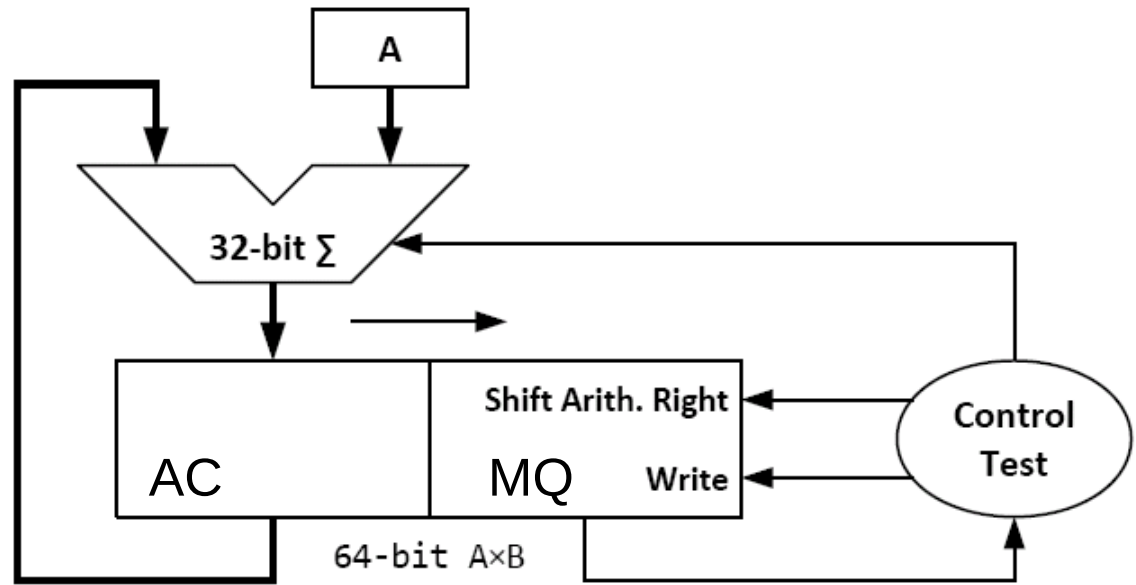 A
32-bit ∑
Shift Arith. Right
Control
Test
AC
MQ
Write
64-bit A×B